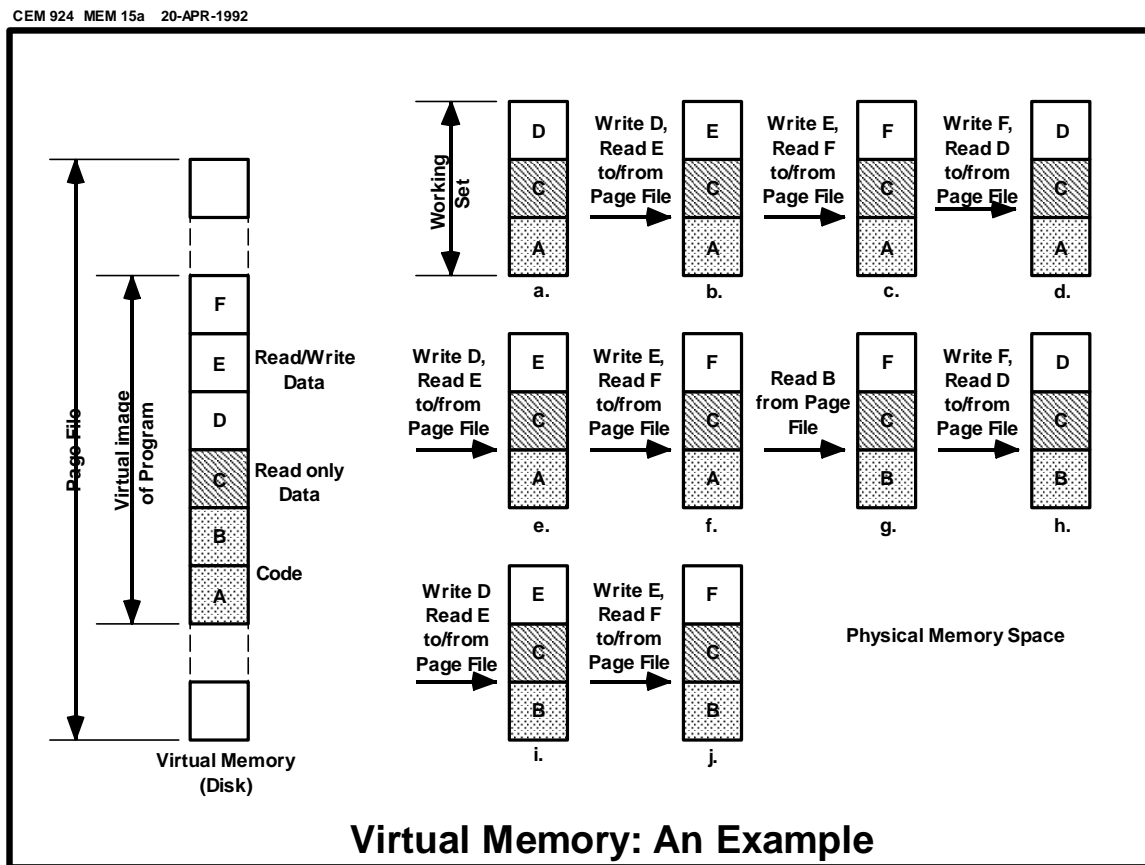 CEM 924 MEM 15a 20-APR-1992
Page File
Virtual image
of Program
F
E
D
C
B
A
Read/Write
Data
Read only
Data
Code
Virtual Memory
(Disk)
Working
Set
D
C
A
a.
Write D,
Read E
to/from
Page File
E
C
A
b.
Write E,
Read F
to/from
Page File
F
C
A
c.
Write F,
Read D
to/from
Page File
D
C
A
d.
Write D,
Read E
to/from
Page File
E
C
A
e.
Write E,
Read F
to/from
Page File
F
C
A
f.
Read B
from Page
File
F
C
B
g.
Write F,
Read D
to/from
Page File
D
C
B
h.
Write D
Read E
to/from
Page File
E
C
B
i.
Write E,
Read F
to/from
Page File
F
C
B
j.
Physical Memory Space
Virtual Memory: An Example